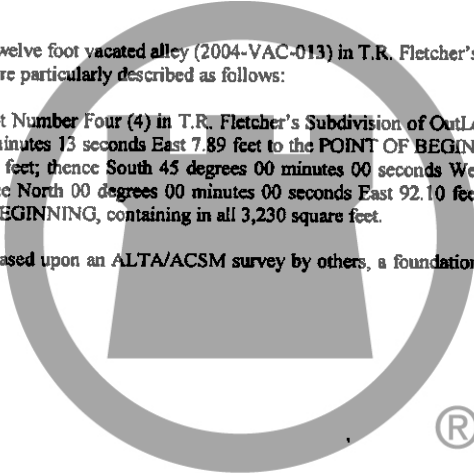 welve foot vacated alley (2004-VAC-013) in T.R. Fletcher's
re particularly described as follows:
t Number Four (4) in T.R. Fletcher's Subdivision of OutL
inutes 13 seconds East 7.89 feet to the POINT OF BEGIN
feet; thence South 45 degrees 00 minutes 00 seconds We
ce North 00 degrees 00 minutes 00 seconds East 92.10 fee
EGINNING, containing in all 3,230 square feet.
ased upon an ALTA/ACSM survey by others, a foundation
®